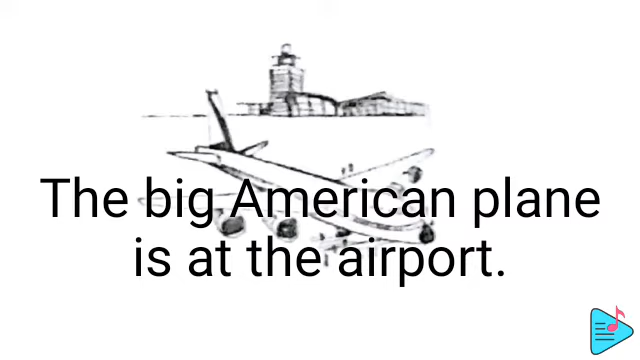 The big American plane
is at the airport.